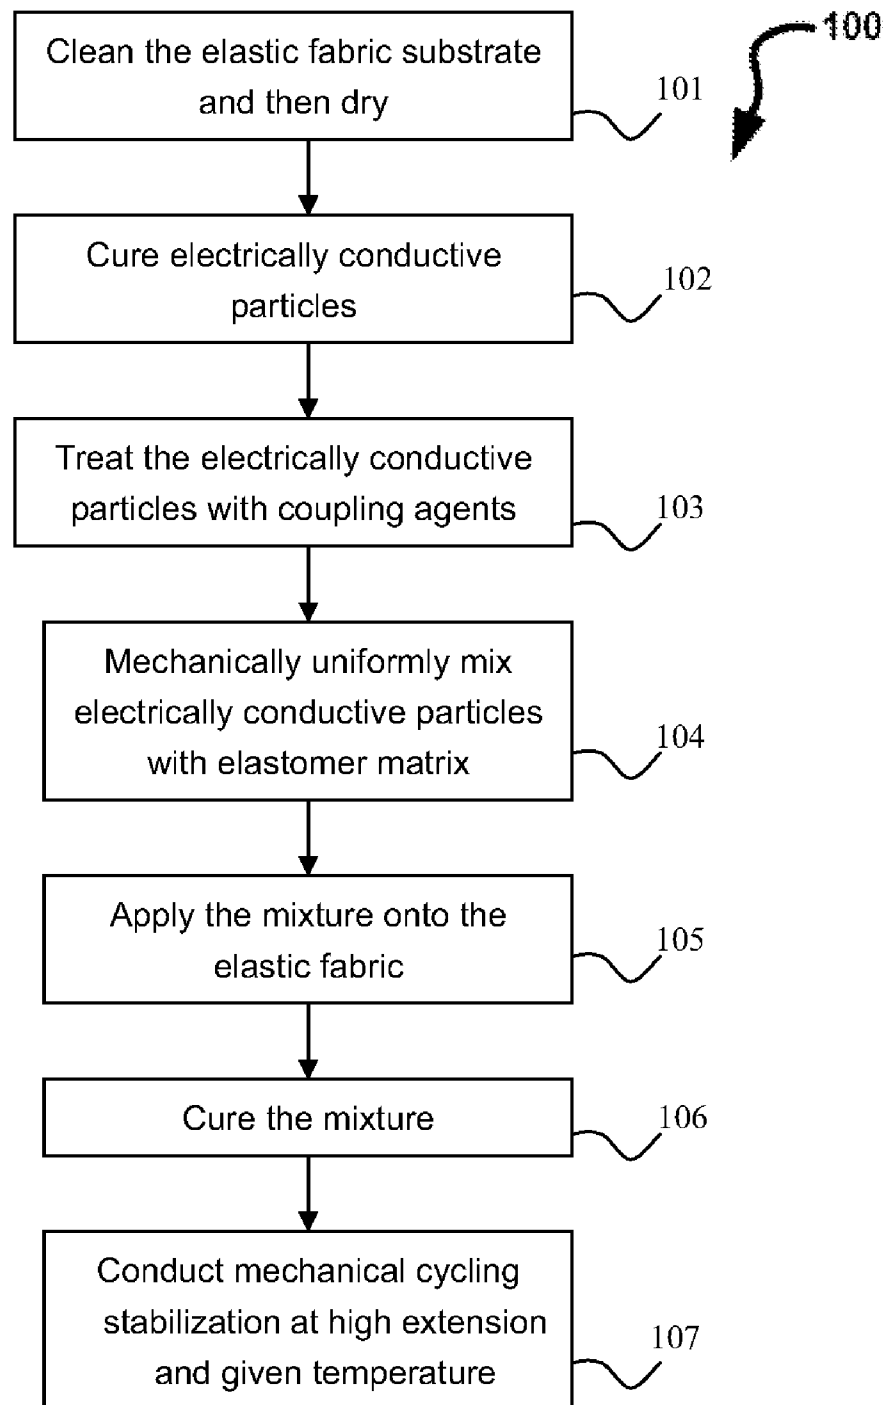 100
Clean the elastic fabric substrate
and then dry
101
Cure electrically conductive
particles
102
Treat the electrically conductive
particles with coupling agents
103
Mechanically uniformly mix
electrically conductive particles
with elastomer matrix
104
Apply the mixture onto the
elastic fabric
105
Cure the mixture
106
Conduct mechanical cycling
stabilization at high extension
and given temperature
107